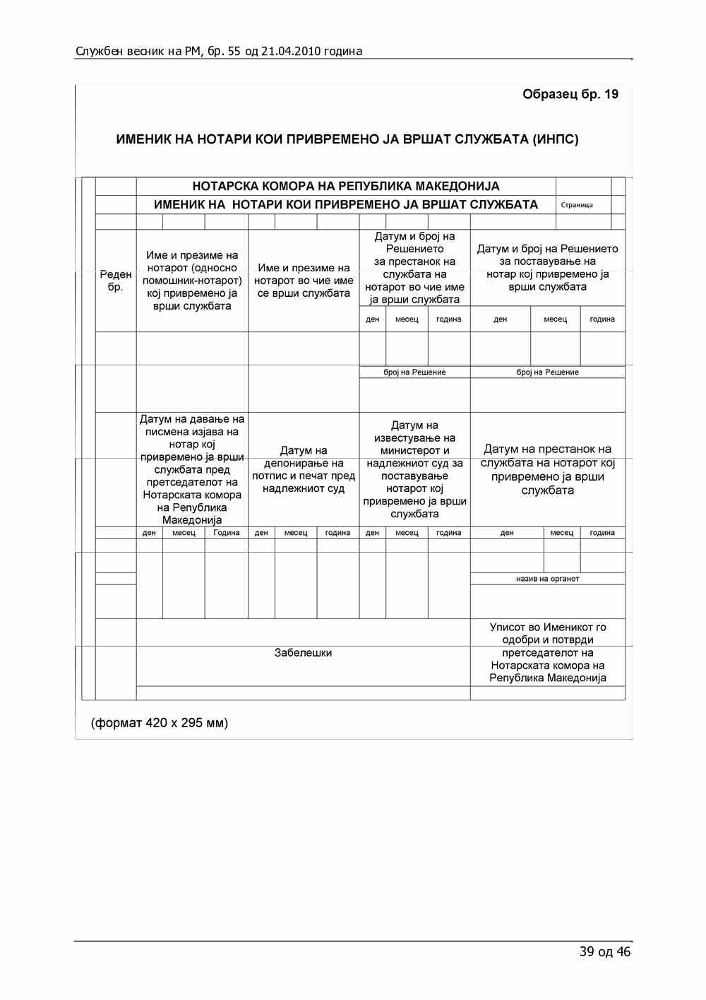 Службен весник на РМ, бр. 55 од 21.04.2010 година
Образец бр. 19
ИМЕНИК НА НОТАРИ КОИ ПРИВРЕМЕНО ЈА ВРШАТ СЛУЖБАТА (ИНПС)
НОТАРСКА КОМОРА НА РЕПУБЛИКА МАКЕДОНИЈА
ИМЕНИК НА НОТАРИ КОИ ПРИВРЕМЕНО ЈА ВРШАТ СЛУЖБАТА
Страница
Реден
бр.
Име и презиме на
нотарот (односно
помошник-нотарот)
кој привремено ја
врши службата
Име и презиме на
нотарот во чие име
се врши службата
Датум и број на
Решението
за престанок на
службата на
нотарот во чие име
ја врши службата
Датум и број на Решението
за поставување на
нотар кој привремено ја
врши службата
ден месец година ден месец година
број на Решение број на Решение
Датум на давање на
писмена изјава на
нотар кој
привремено ја врши
службата пред
претседателот на
Нотарската комора
на Република
Македонија
Датум на
депонирање на
потпис и печат пред
надлежниот суд
Датум на
известување на
министерот и
надлежниот суд за
поставување
нотарот кој
привремено ја врши
службата
Датум на престанок на
службата на нотарот кој
привремено ја врши
службата
ден месец Година ден месец година ден месец година ден месец година
назив на органот
Забелешки
Уписот во Именикот го
одобри и потврди
претседателот на
Нотарската комора на
Република Македонија
(формат 420 x 295 мм)
39 од 46